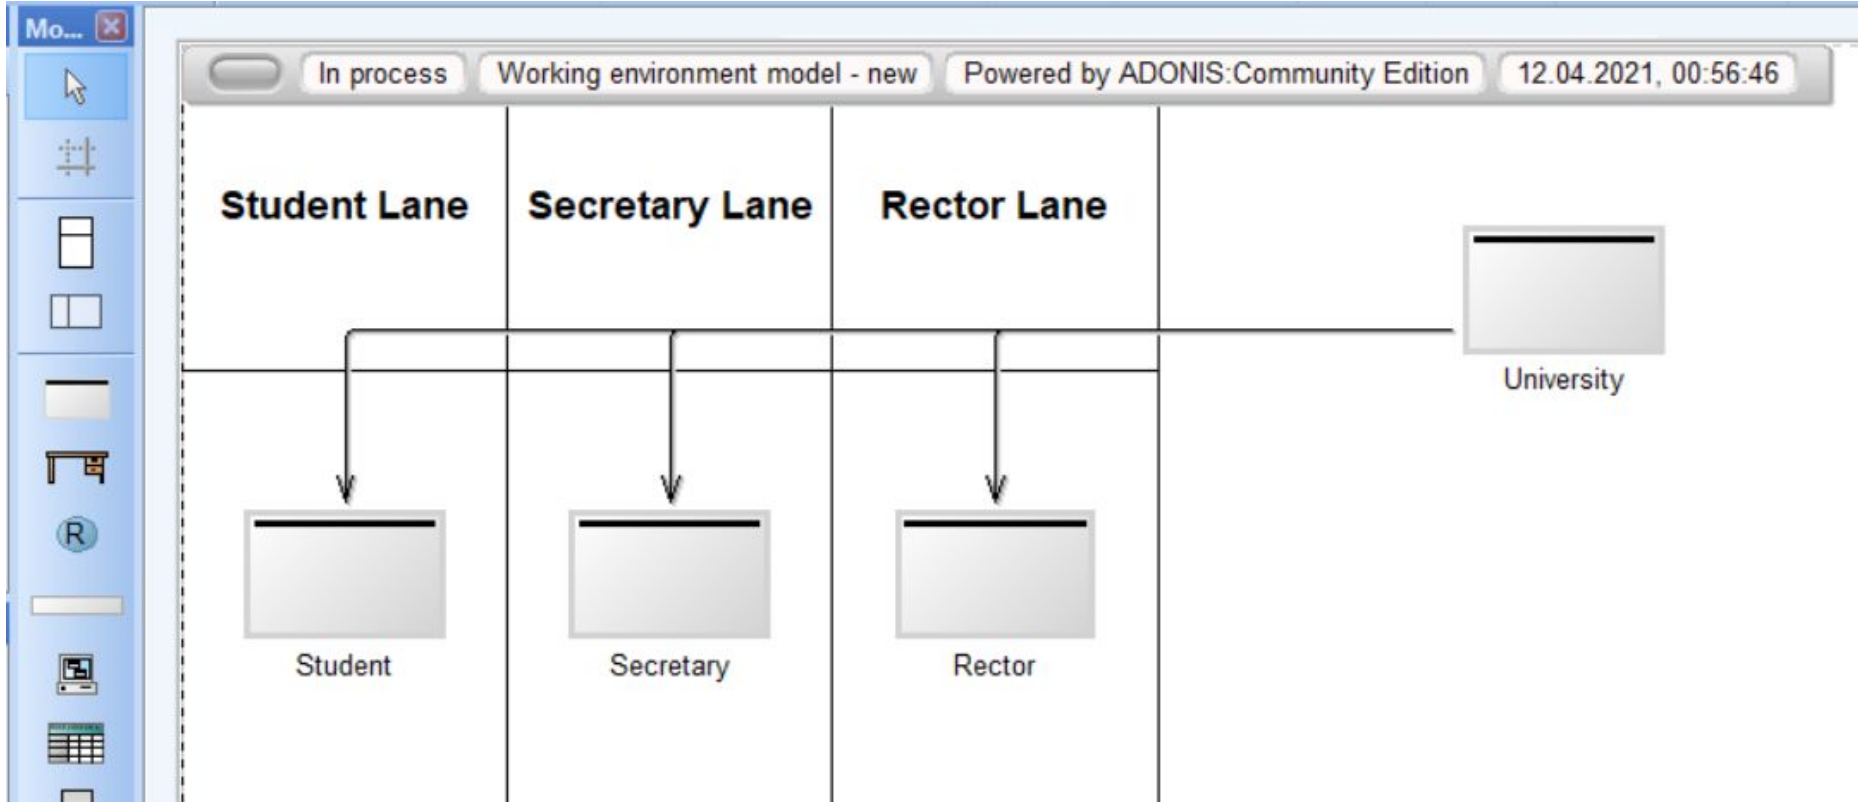 Mo...
In process
Working environment model - new
Powered by ADONIS:Community Edition
12.04.2021, 00:56:46
Student Lane
Secretary Lane
Rector Lane
University
R
Student
Secretary
Rector